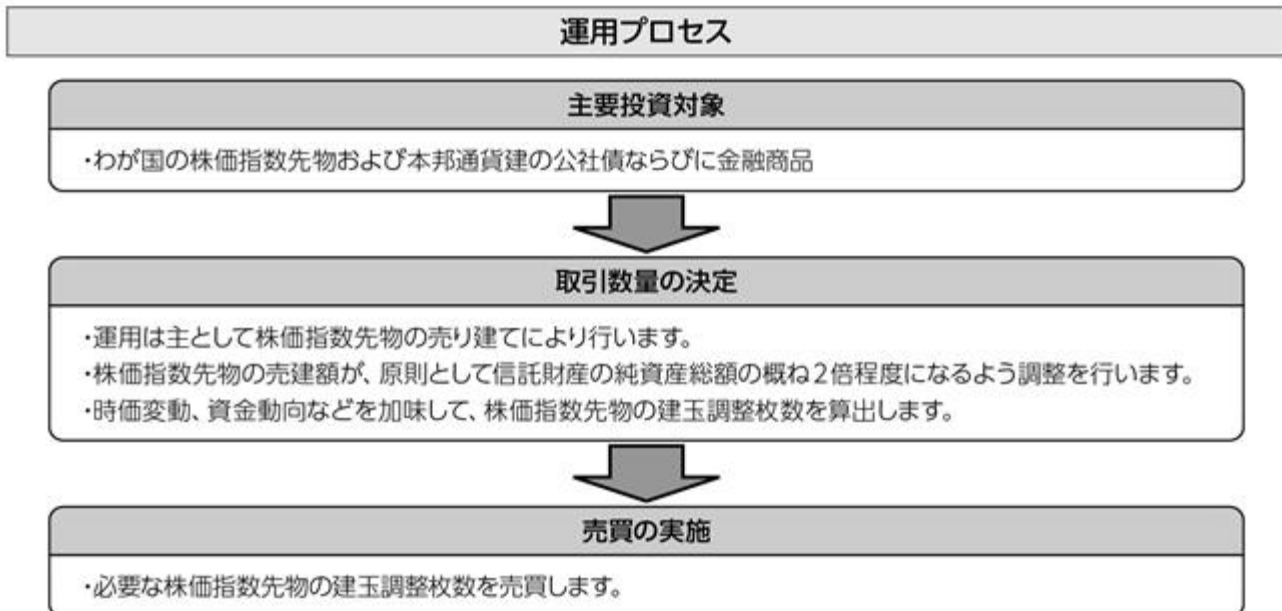 運用プロセス
主要投資対象
・わが国の株価指数先物および本邦通貨建の公社債ならびに金融商品
取引数量の決定
・運用は主として株価指数先物の売り建てにより行います。
・株価指数先物の売建額が、原則として信託財産の純資産総額の概ね2倍程度になるよう調整を行います。
・時価変動、資金動向などを加味して、株価指数先物の建玉調整枚数を算出します。
売買の実施
・必要な株価指数先物の建玉調整枚数を売買します。